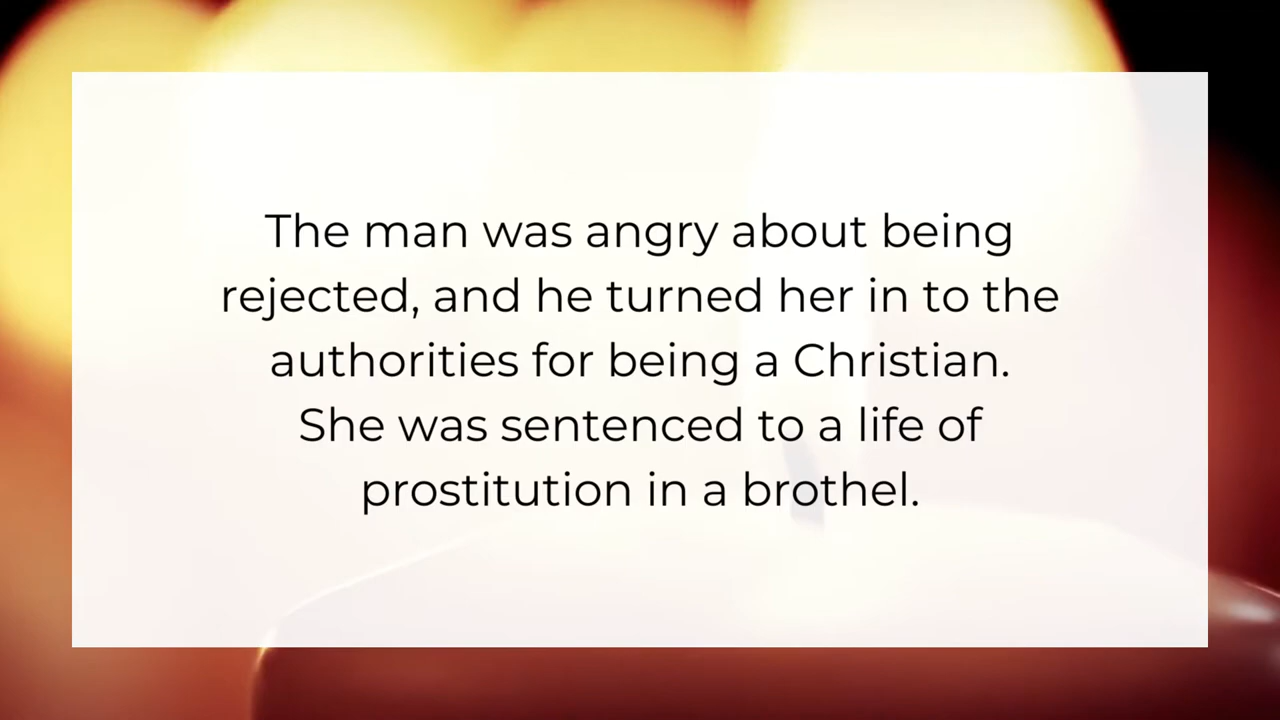 The man was angry about being
rejected, and he turned her in to the
authorities for being a Christian.
She was sentenced to a life of
prostitution in a brothel.